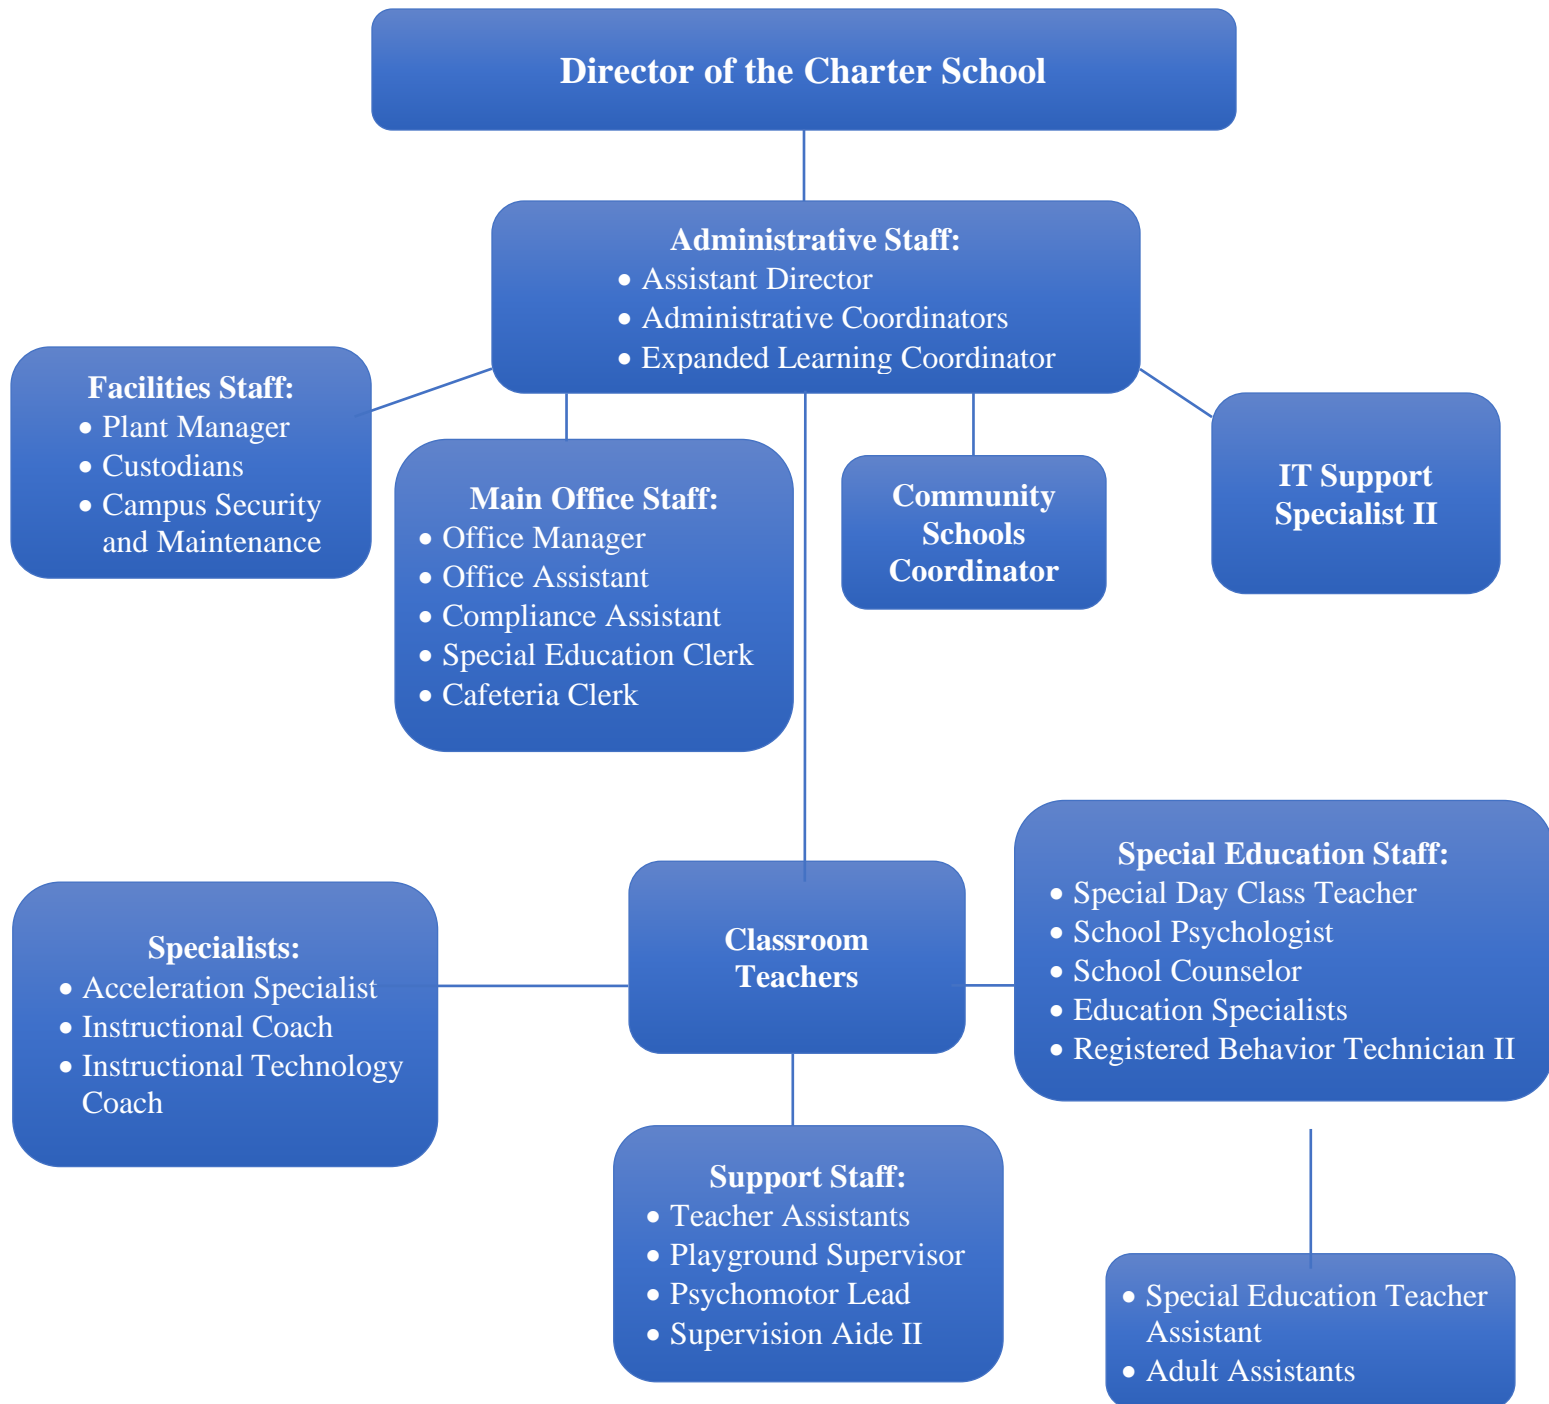 Director of the Charter School
Administrative Staff:
• Assistant Director
• Administrative Coordinators
• Expanded Learning Coordinator
Facilities Staff:
• Plant Manager
• Custodians
• Campus Security
and Maintenance
Main Office Staff:
• Office Manager
• Office Assistant
• Compliance Assistant
• Special Education Clerk
• Cafeteria Clerk
Community
Schools
Coordinator
IT Support
Specialist II
Specialists:
• Acceleration Specialist
• Instructional Coach
• Instructional Technology
Coach
Classroom
Teachers
Special Education Staff:
• Special Day Class Teacher
• School Psychologist
• School Counselor
• Education Specialists
• Registered Behavior Technician II
Support Staff:
• Teacher Assistants
• Playground Supervisor
• Psychomotor Lead
• Supervision Aide II
• Special Education Teacher
Assistant
• Adult Assistants